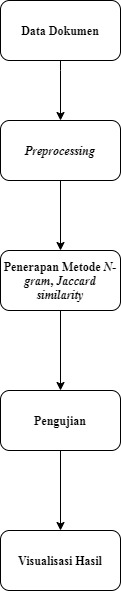 Data Dokumen
Preprocessing
Penerapan Metode N-
gram, Jaccard
similarity
Pengujian
Visualisasi Hasil